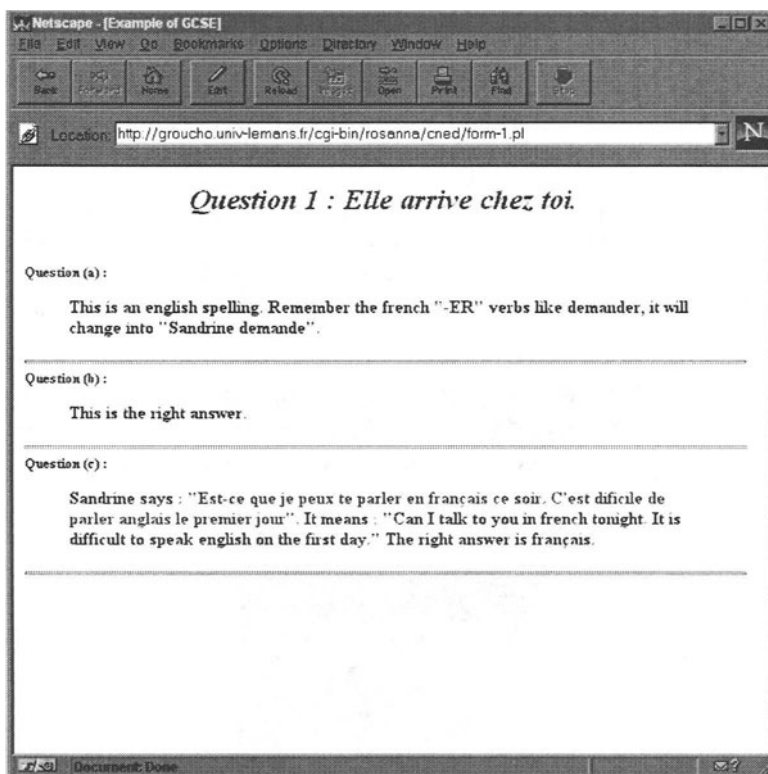 Netscape - [Example of GCSE]
File Edit View Go Bookmarks Options Directory Window Help
Back Forward Home Edit Reload Images Open Print Find Stop
Location: http://groucho.univ-lemans.fr/cgi-bin/rosanna/cned/form-1.pl
N
Question 1 : Elle arrive chez toi.
Question (a) :
This is an english spelling. Remember the french "-ER" verbs like demander, it will
change into "Sandrine demande".
Question (b) :
This is the right answer.
Question (c) :
Sandrine says : "Est-ce que je peux te parler en français ce soir. C'est dificile de
parler anglais le premier jour". It means : "Can I talk to you in french tonight. It is
difficult to speak english on the first day." The right answer is français.
Document: Done